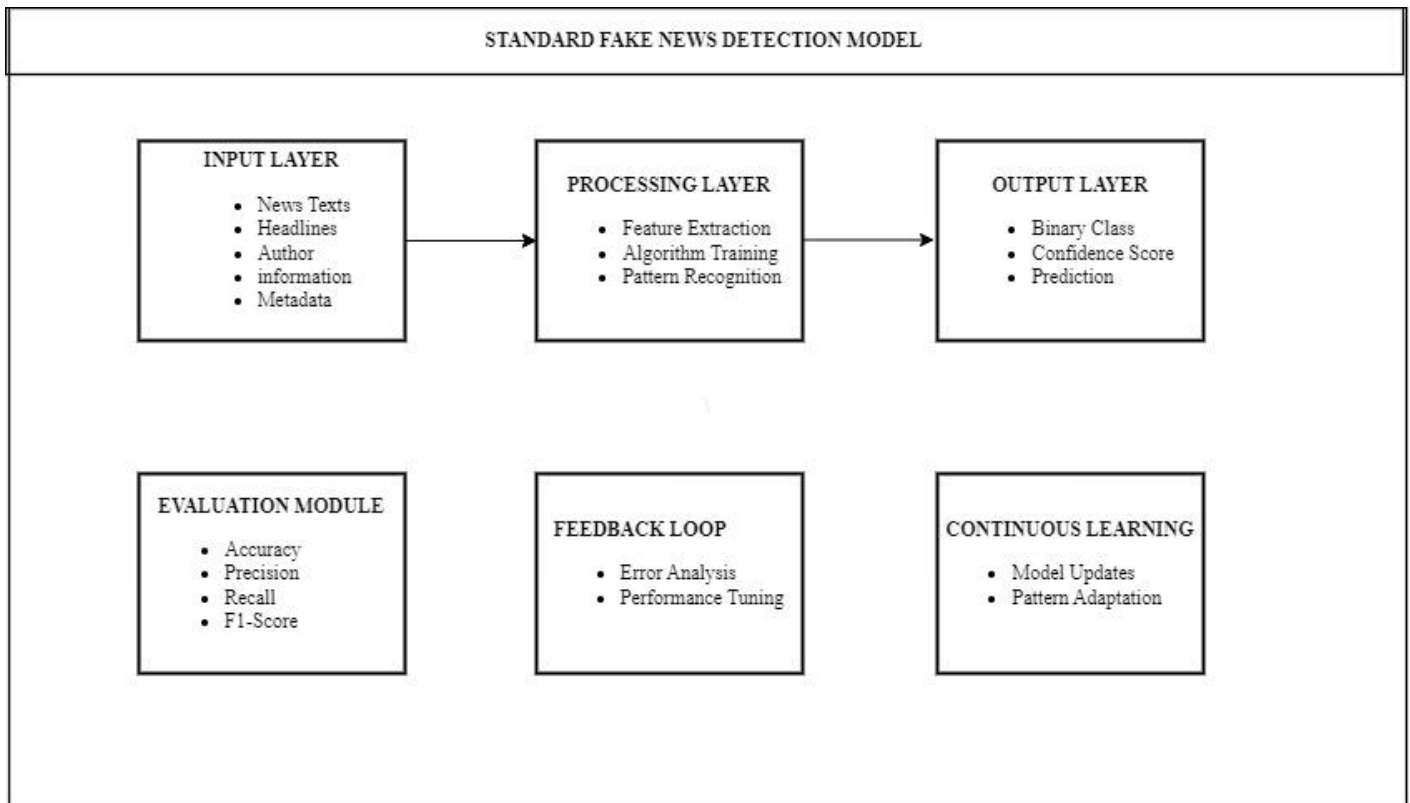 STANDARD FAKE NEWS DETECTION MODEL
INPUT LAYER
• News Texts
• Headlines
• Author
• information
• Metadata
PROCESSING LAYER
• Feature Extraction
• Algorithm Training
• Pattern Recognition
OUTPUT LAYER
• Binary Class
• Confidence Score
• Prediction
EVALUATION MODULE
• Accuracy
• Precision
• Recall
• F1-Score
FEEDBACK LOOP
• Error Analysis
• Performance Tuning
CONTINUOUS LEARNING
• Model Updates
• Pattern Adaptation